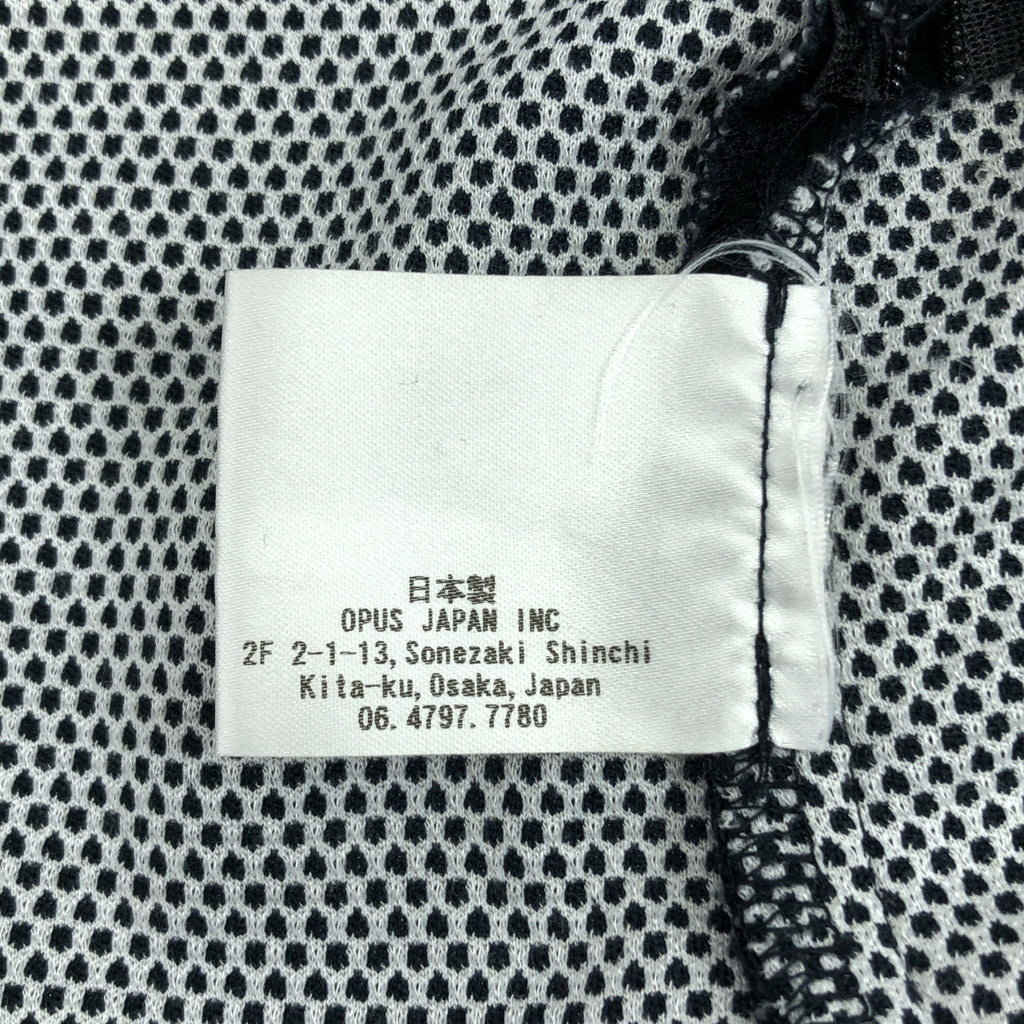 日本製
OPUS JAPAN INC
2F 2-1-13, Sonezaki Shinchi
Kita-ku, Osaka, Japan
06. 4797. 7780